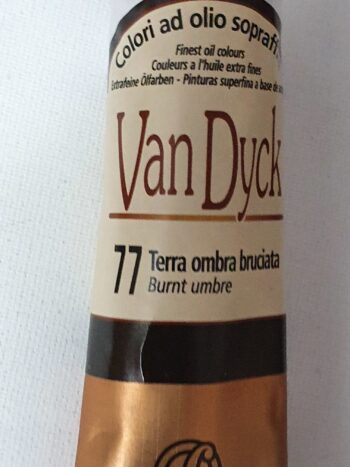 Colori ad olio sopraf
Finest oil colours
Couleurs a l'huile extra fines
Extrafeine Ölfarben - Pinturas superfina a base de
Van Dyck
77 Terra ombra bruciata
Burnt umbre